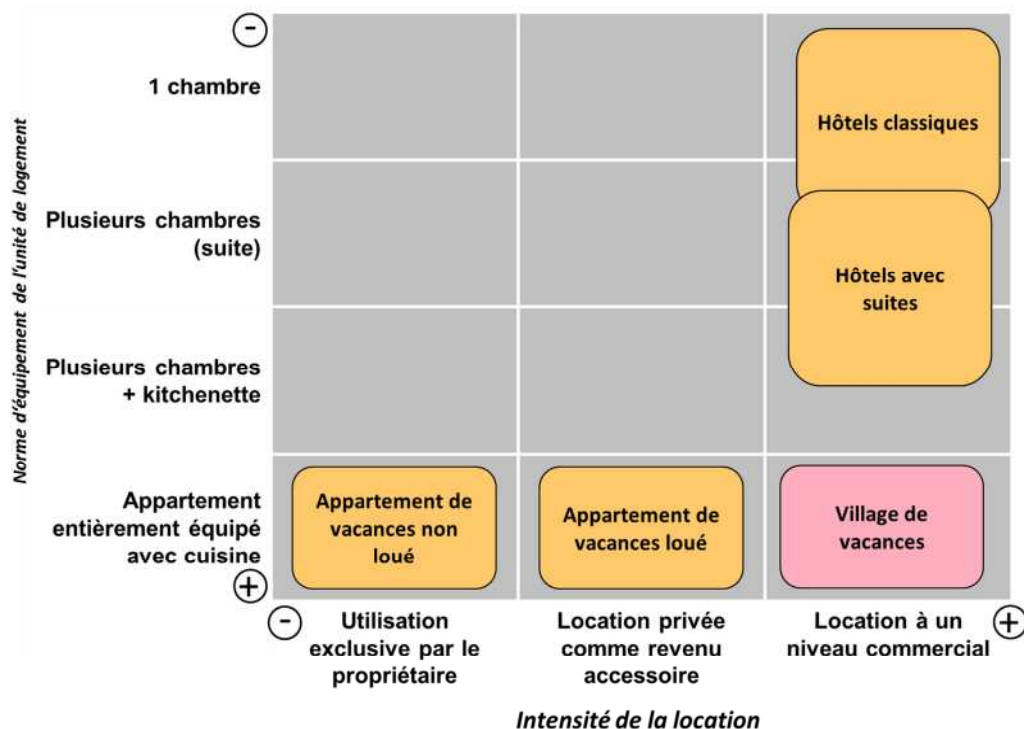 -
1 chambre
Hôtels classiques
Plusieurs chambres
(suite)
Hôtels avec
suites
Plusieurs chambres
+ kitchenette
Norme d'équipement de l'unité de logement
Appartement
entièrement équipé
avec cuisine
+
Appartement de
vacances non
loué
Appartement de
vacances loué
Village de
vacances
-
Utilisation
exclusive par le
propriétaire
Location privée
comme revenu
accessoire
Location à un
niveau commercial
+
Intensité de la location